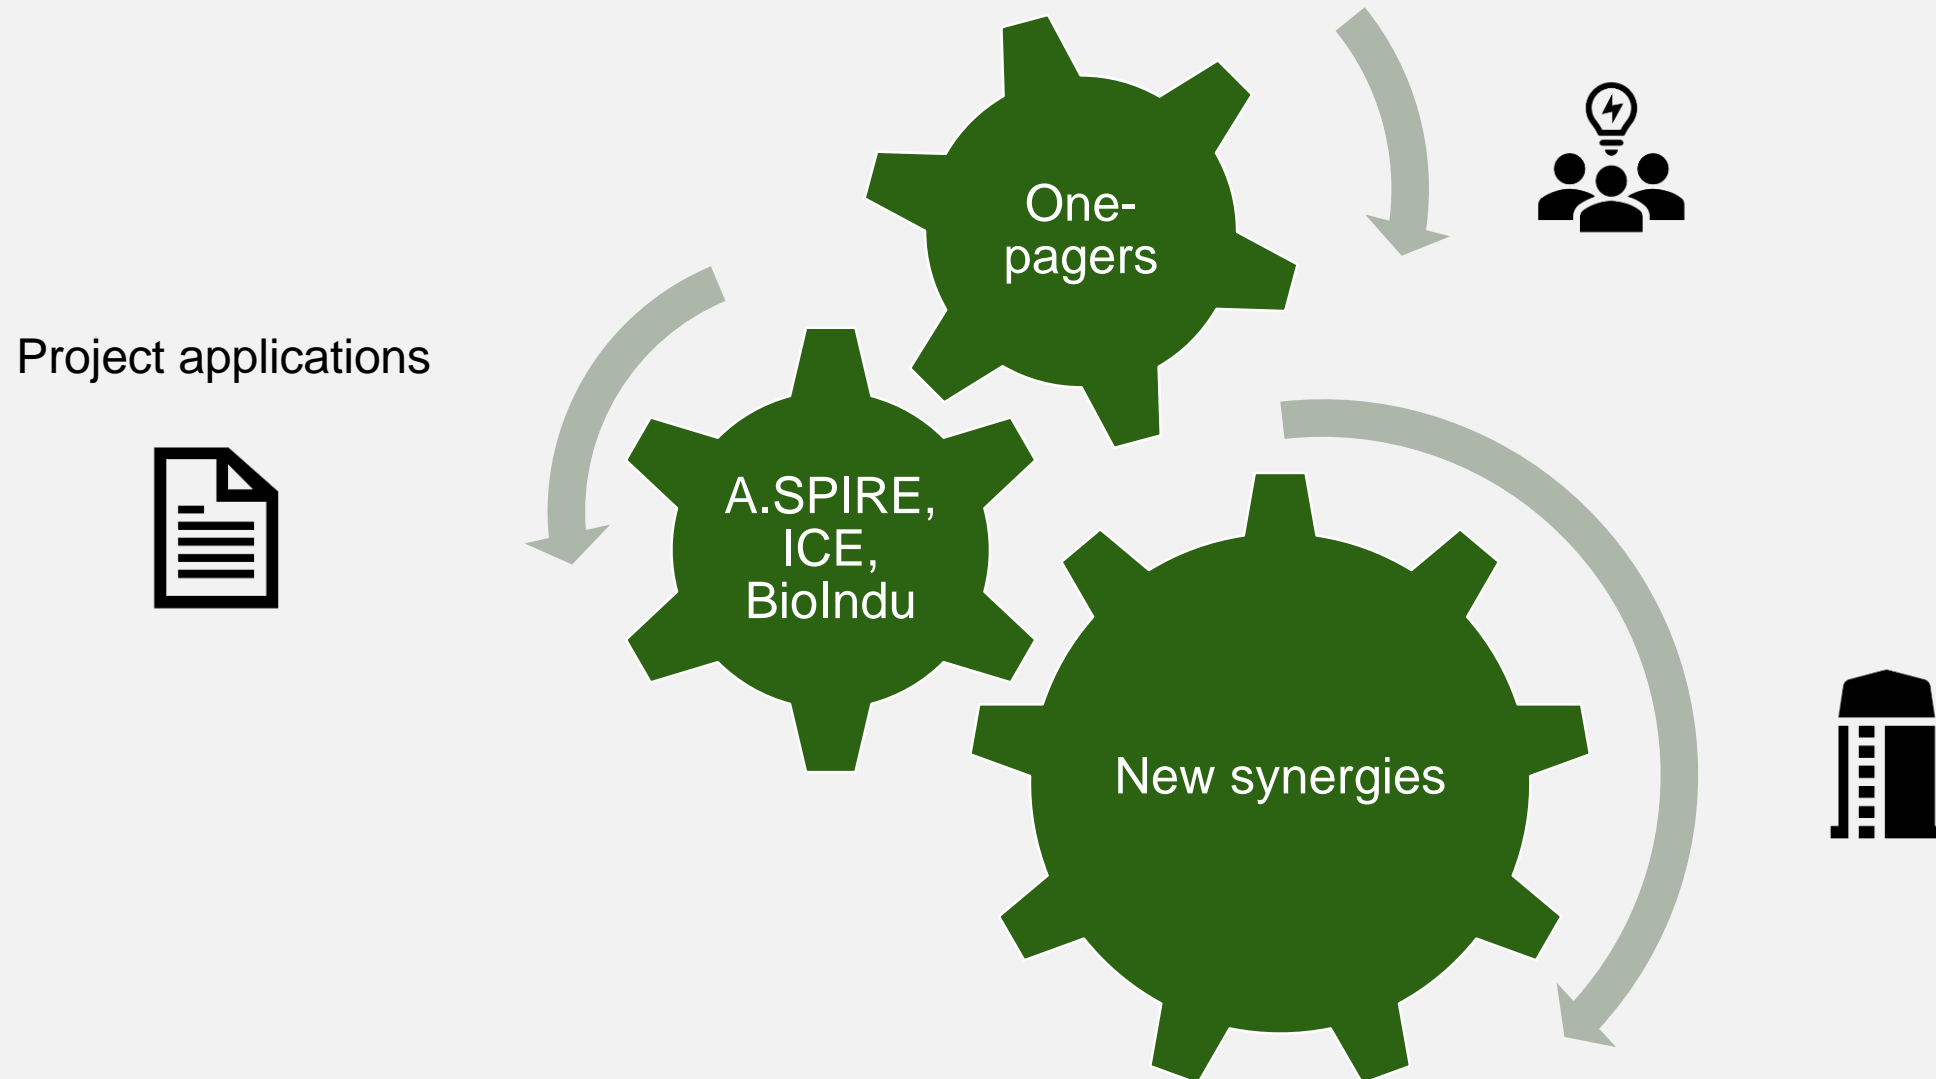 One-
pagers
Project applications
A.SPIRE,
ICE,
BioIndu
New synergies